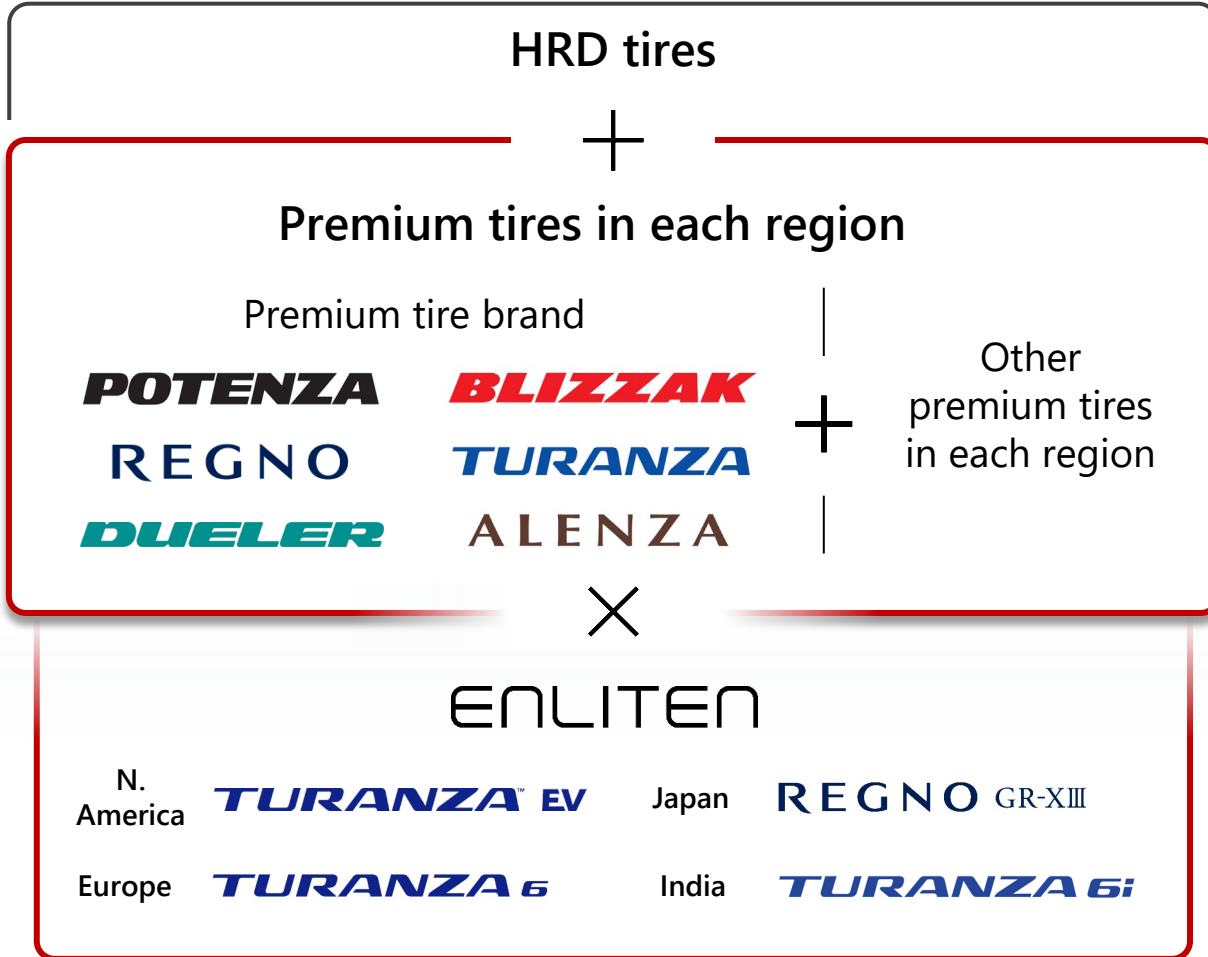 HRD tires
+
Premium tires in each region
Premium tire brand
POTENZA
BLIZZAK
REGNO
TURANZA
DUELER
ALENZA
+
Other
premium tires
in each region
×
ENLITEN
N.
America
TURANZA™ EV
Japan
REGNO GR-XⅢ
Europe
TURANZA 6
India
TURANZA 6i